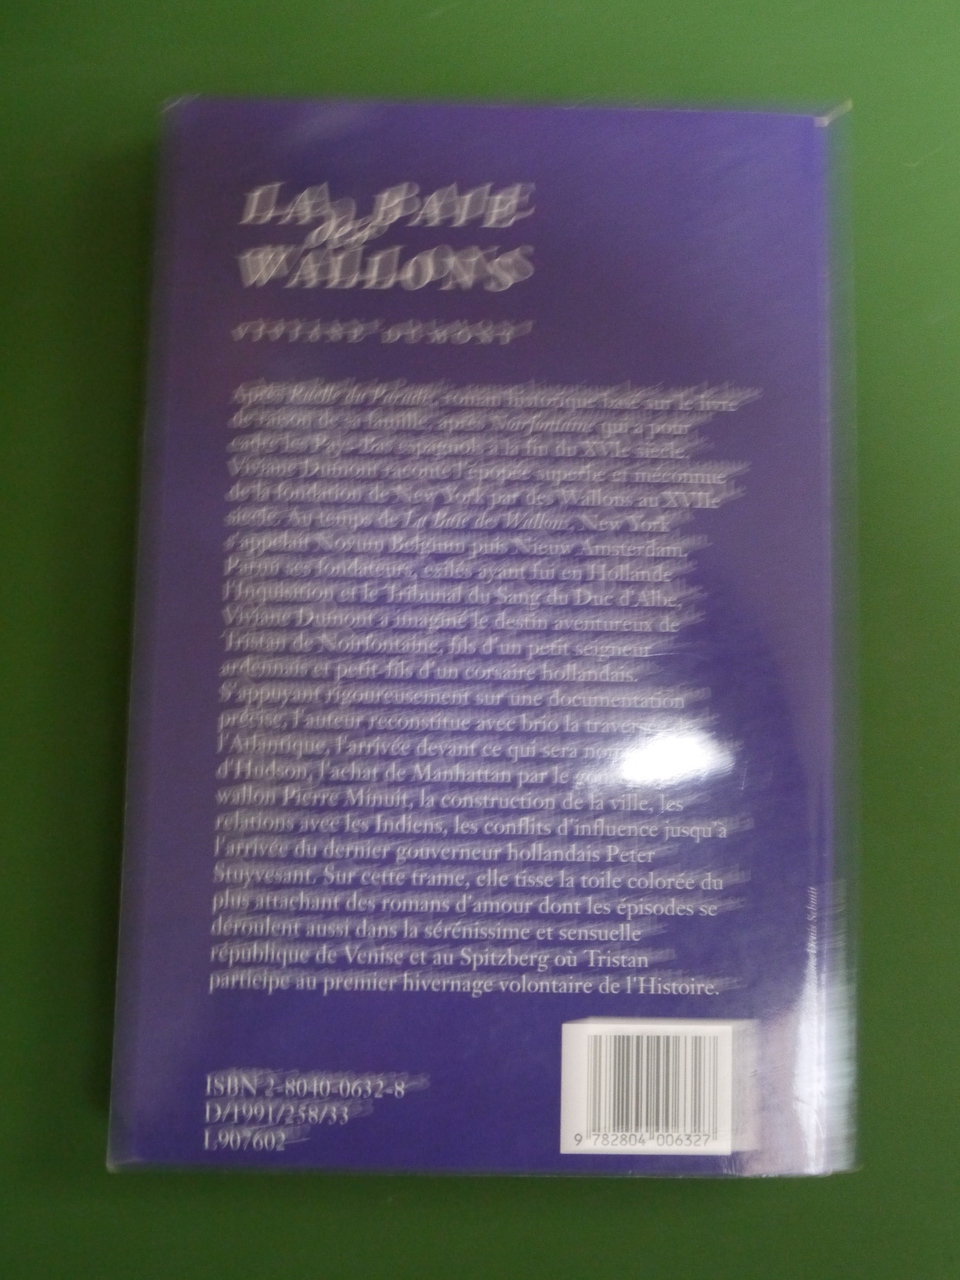 LA BAIE
des
WALLONS
VIVIANE DUMONT
Après Ruelle du Paradis, roman historique basé sur le livre
de raison de sa famille, après Noirfontaine qui a pour
cadre les Pays-Bas espagnols à la fin du XVIe siècle,
Viviane Dumont raconte l'épopée superbe et méconnue
de la fondation de New York par des Wallons au XVIIe
siècle. Au temps de La Baie des Wallons, New York
s'appelait Novum Belgium puis Nieuw Amsterdam.
Parmi ses fondateurs, exilés ayant fui en Hollande
l'Inquisition et le Tribunal du Sang du Duc d'Albe,
Viviane Dumont a imaginé le destin aventureux de
Tristan de Noirfontaine, fils d'un petit seigneur
ardennais et petit-fils d'un corsaire hollandais.
S'appuyant rigoureusement sur une documentation
précise, l'auteur reconstitue avec brio la
l'Atlantique, l'arrivée devant ce qui sera
d'Hudson, l'achat de Manhattan par le
wallon Pierre Minuit, la construction de la ville, les
relations avec les Indiens, les conflits d'influence jusqu'à
l'arrivée du dernier gouverneur hollandais Peter
Stuyvesant. Sur cette trame, elle tisse la toile colorée du
plus attachant des romans d'amour dont les épisodes se
déroulent aussi dans la sérénissime et sensuelle
république de Venise et au Spitzberg où Tristan
participe au premier hivernage volontaire de l'Histoire.
ISBN 2-8040-0632-8
D/1991/258/33
L907602
9 782804 006327